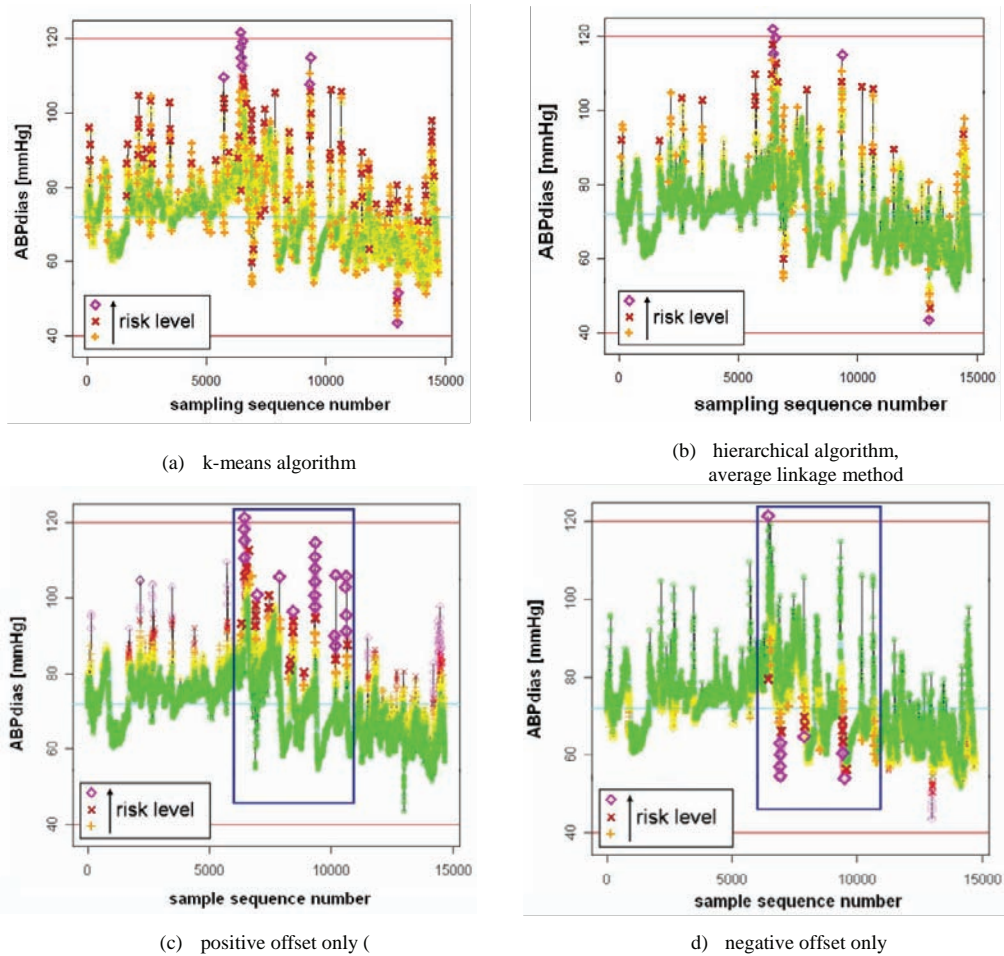 120
100
80
60
40
ABPdias [mmHg]
risk level
0 5000 10000 15000
sampling sequence number
(a) k-means algorithm
120
100
80
60
40
ABPdias [mmHg]
risk level
0 5000 10000 15000
sampling sequence number
(b) hierarchical algorithm,
average linkage method
120
100
80
60
40
ABPdias [mmHg]
risk level
0 5000 10000 15000
sample sequence number
(c) positive offset only (
120
100
80
60
40
ABPdias [mmHg]
risk level
0 5000 10000 15000
sample sequence number
d) negative offset only